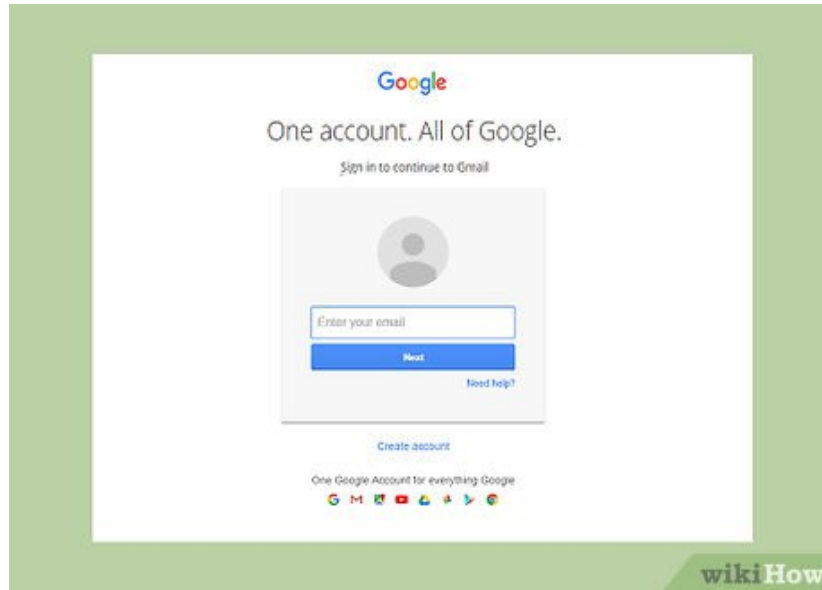 Google
One account. All of Google.
Sign in to continue to Gmail
Enter your email
Next
Need help?
Create account
One Google Account for everything Google
wikiHow